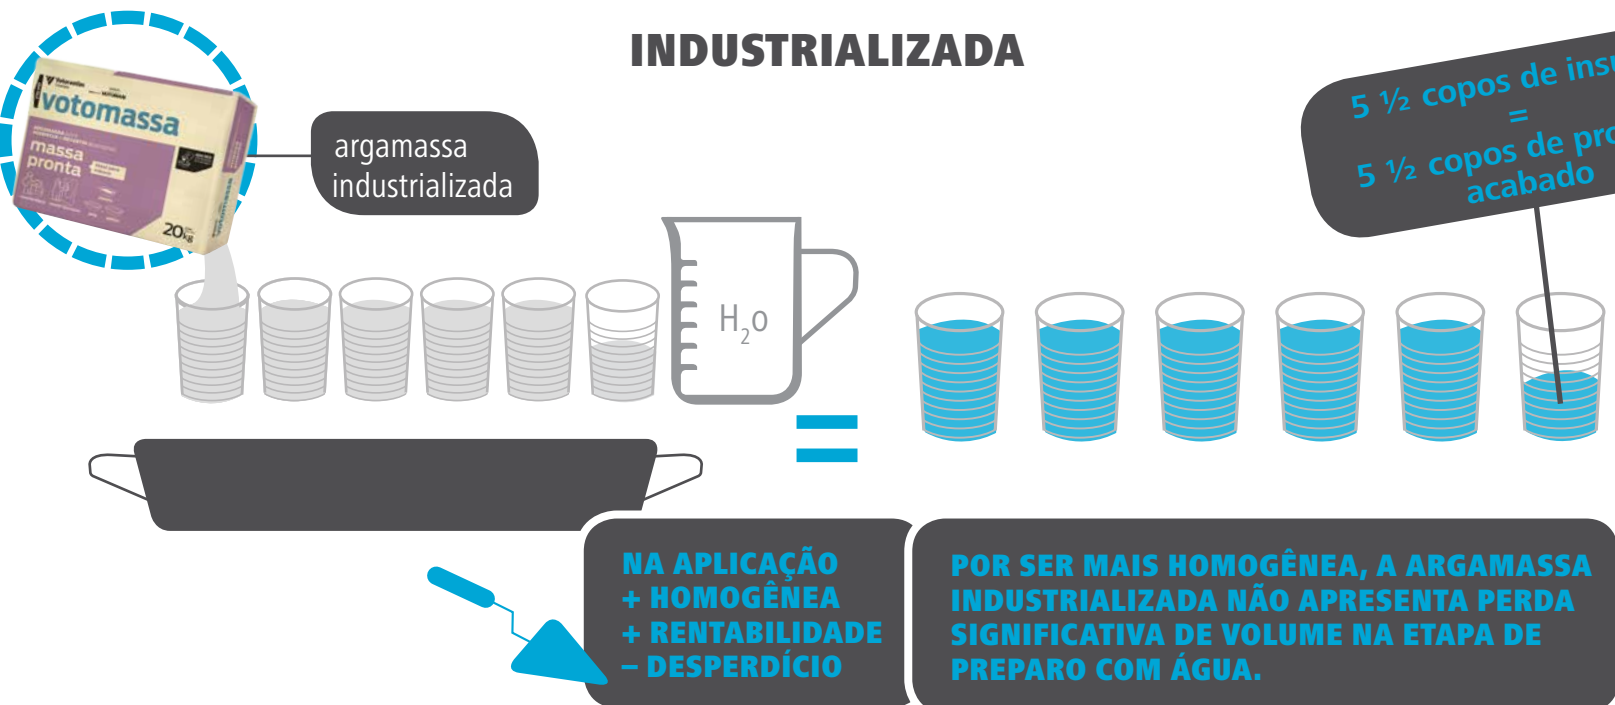 INDUSTRIALIZADA
5 ½ copos de
=
5 ½ copos de
acabado
votomassa
massa
pronta
20kg
votomassa
argamassa
industrializada
H₂o
=
NA APLICAÇÃO
+ HOMOGÊNEA
+ RENTABILIDADE
– DESPERDÍCIO
POR SER MAIS HOMOGÊNEA, A ARGAMASSA
INDUSTRIALIZADA NÃO APRESENTA PERDA
SIGNIFICATIVA DE VOLUME NA ETAPA DE
PREPARO COM ÁGUA.